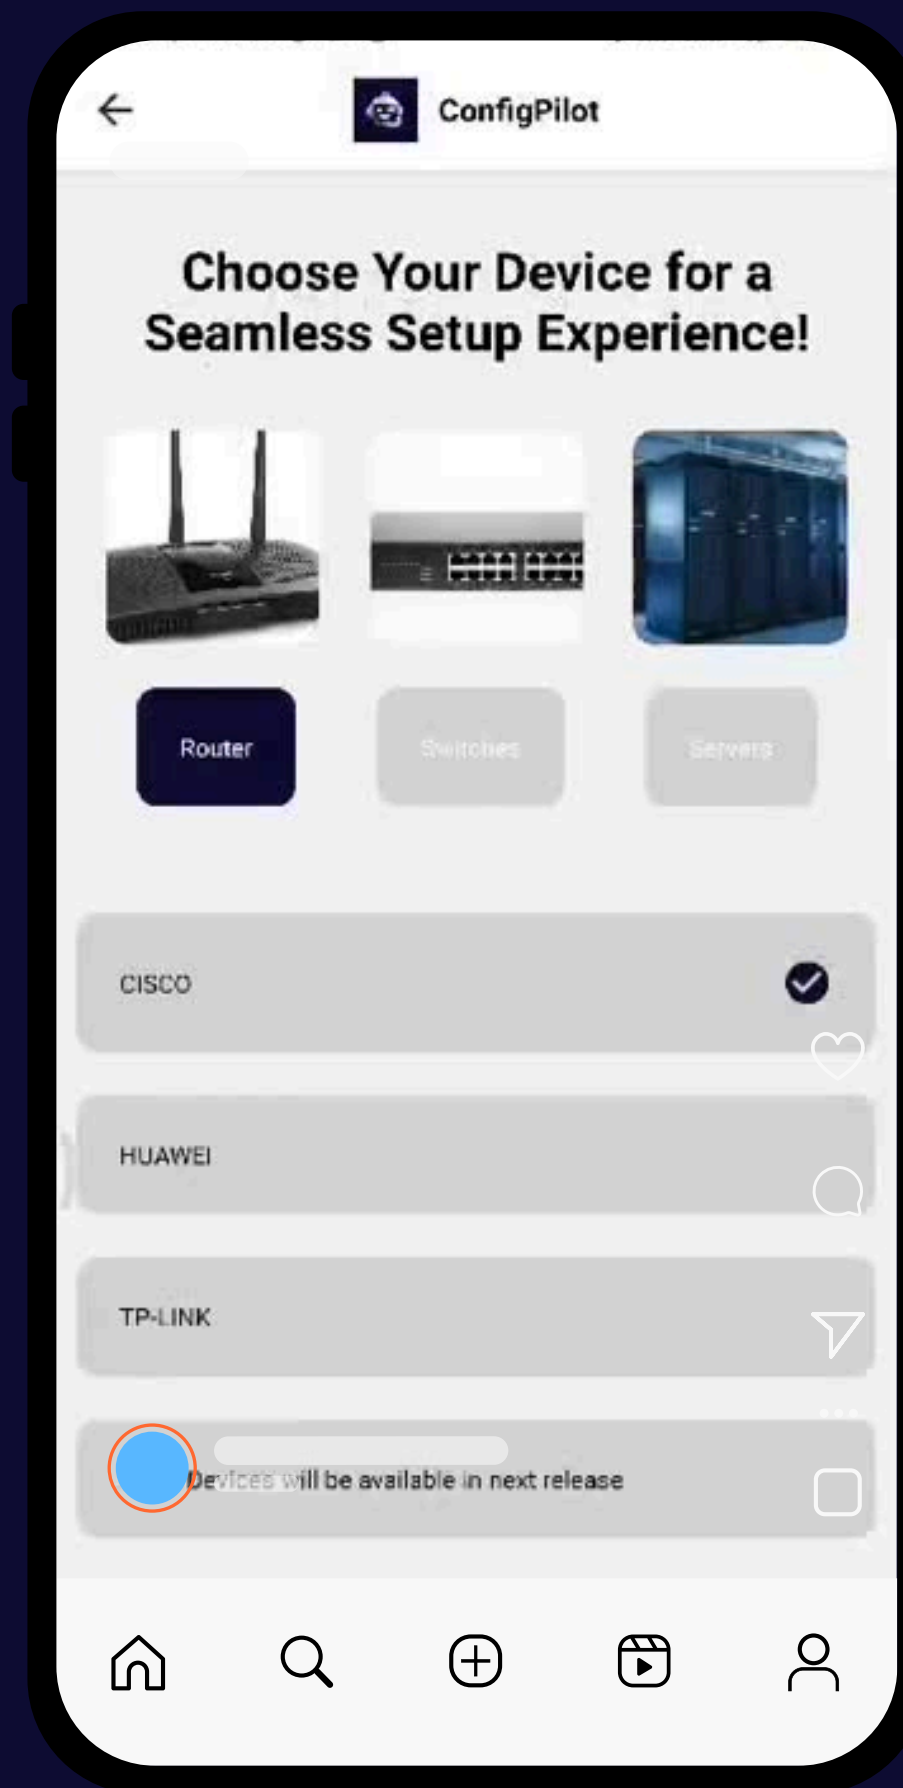 ConfigPilot
Choose Your Device for a
Seamless Setup Experience!
Router
Switches
Servers
CISCO
HUAWEI
TP-LINK
Devices will be available in next release